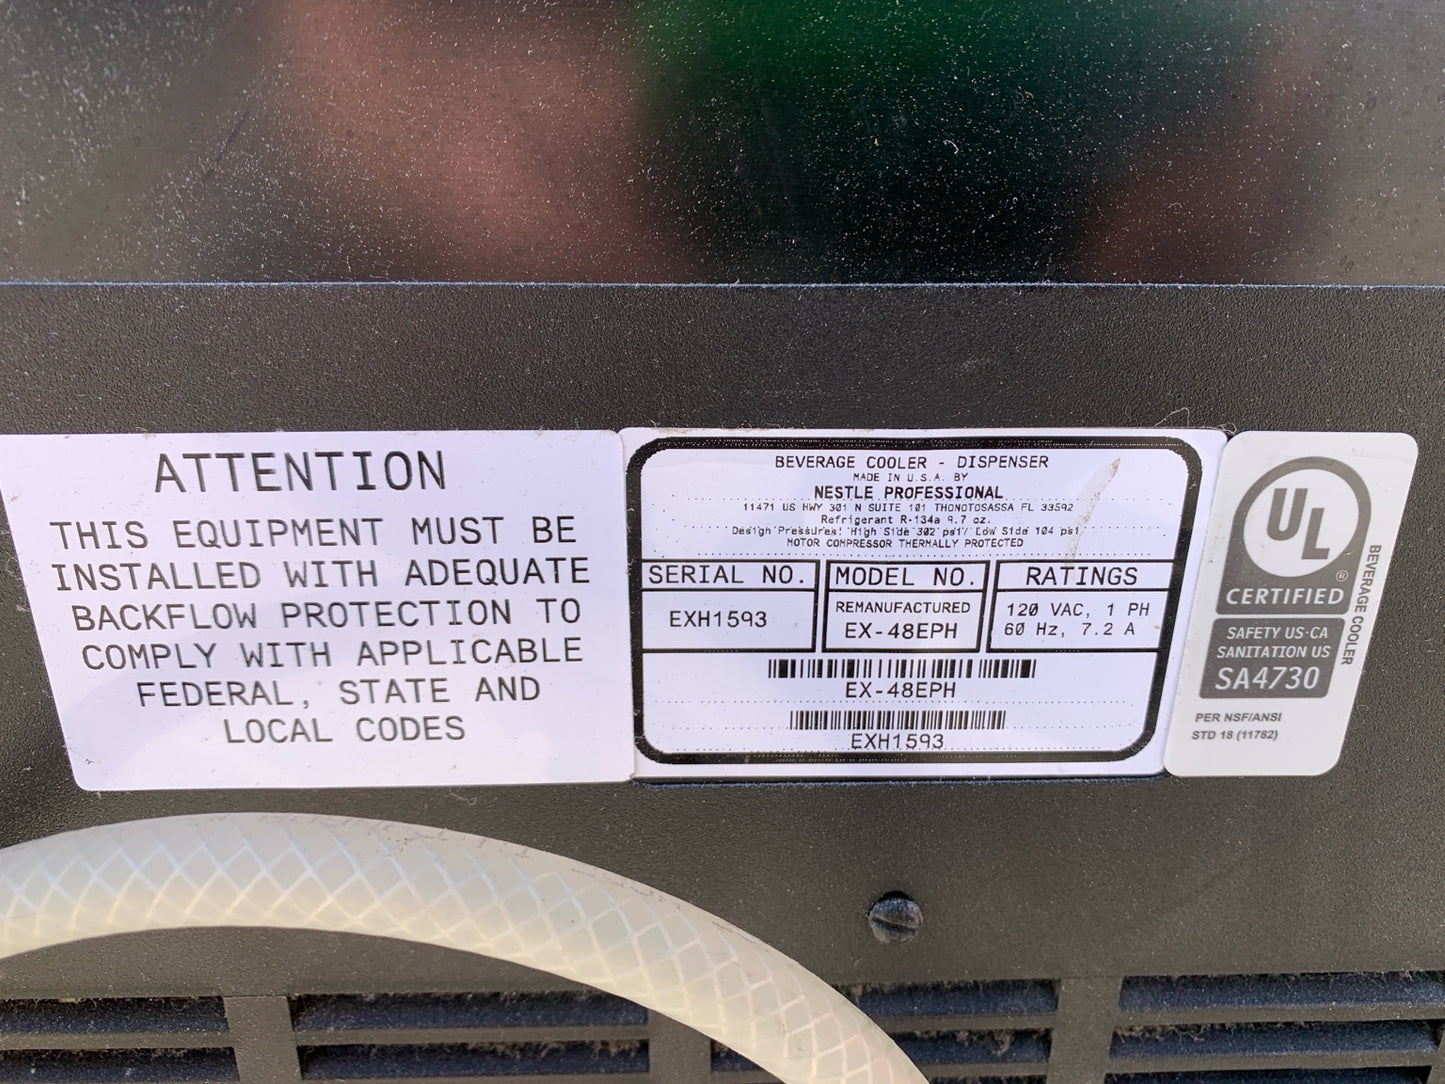 ATTENTION
THIS EQUIPMENT MUST BE
INSTALLED WITH ADEQUATE
BACKFLOW PROTECTION TO
COMPLY WITH APPLICABLE
FEDERAL, STATE AND
LOCAL CODES
BEVERAGE COOLER - DISPENSER
MADE IN U.S.A. BY
NESTLE PROFESSIONAL
11471 US HWY 301 N SUITE 101 THONOTOSASSA FL 33592
Refrigerant R-134a 9.7 oz.
Design Pressures: High Side 302 psi/ Low Side 104 psi
MOTOR COMPRESSOR THERMALLY PROTECTED
SERIAL NO. MODEL NO. RATINGS
EXH1593
REMANUFACTURED
EX-48EPH
120 VAC, 1 PH
60 Hz, 7.2 A
EX-48EPH
EXH1593
UL
®
CERTIFIED
SAFETY US·CA
SANITATION US
SA4730
PER NSF/ANSI
STD 18 (11782)
BEVERAGE COOLER